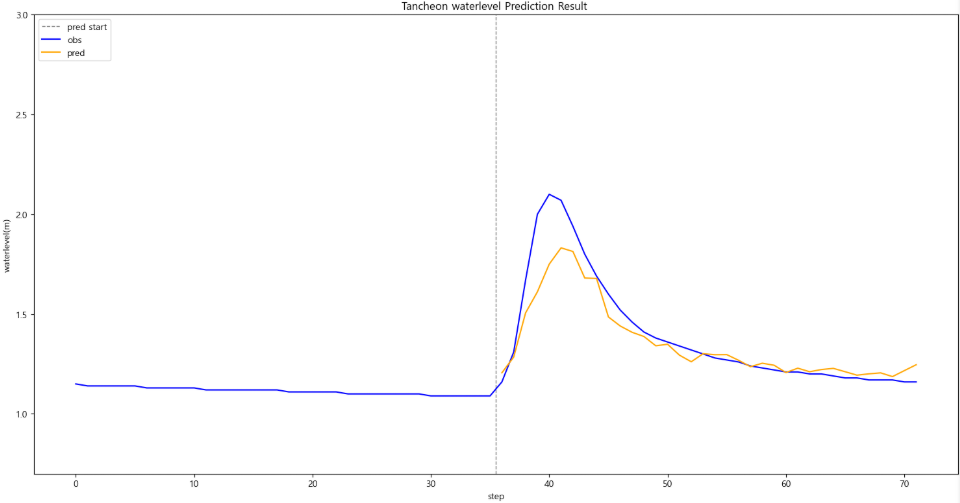 Tancheon waterlevel Prediction Result
pred start
obs
pred
3.0
2.5
2.0
1.5
1.0
waterlevel(m)
0 10 20 30 40 50 60 70
step